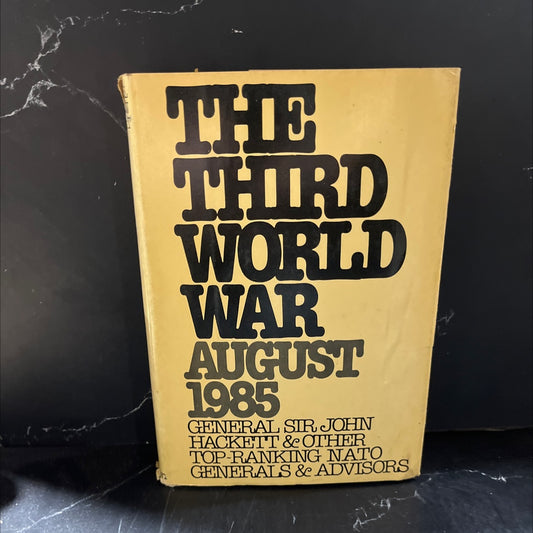 THE
THIRD
WORLD
WAR
AUGUST
1985
GENERAL SIR JOHN
HACKETT & OTHER
TOP-RANKING NATO
GENERALS & ADVISORS